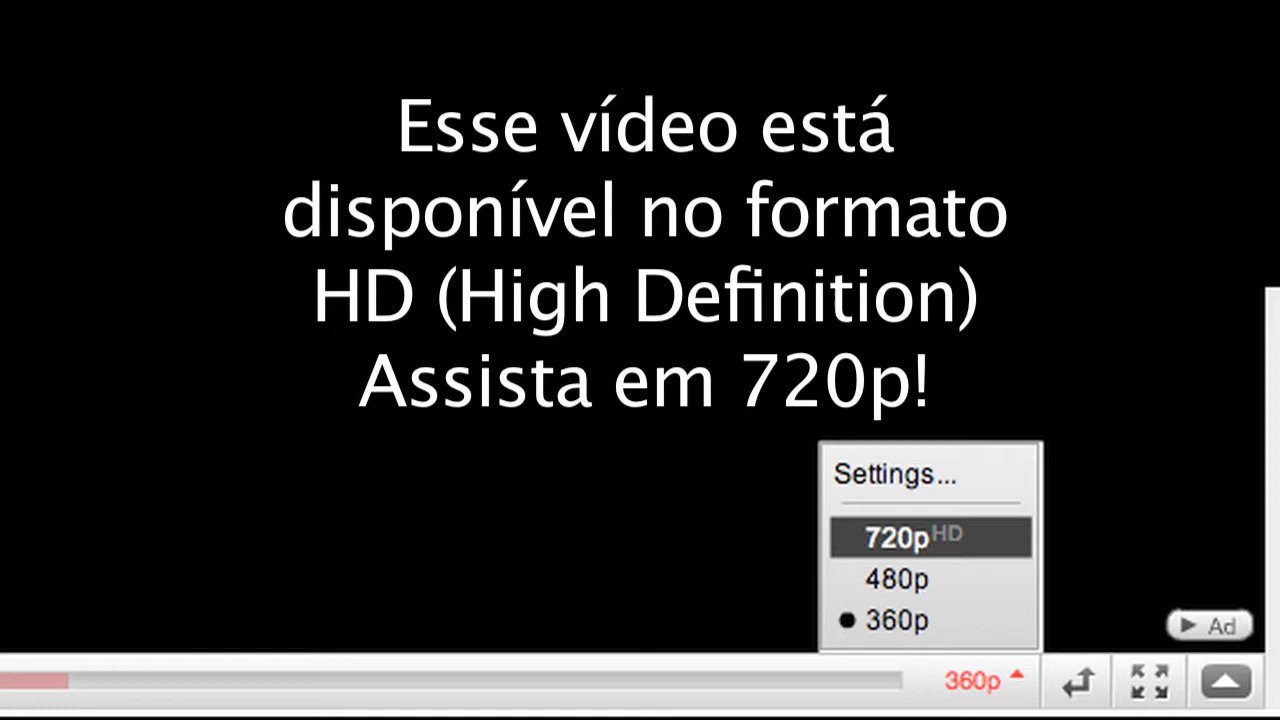 Esse vídeo está
disponível no formato
HD (High Definition)
Assista em 720p!
Settings...
720p HD
480p
360p
Ad
360p